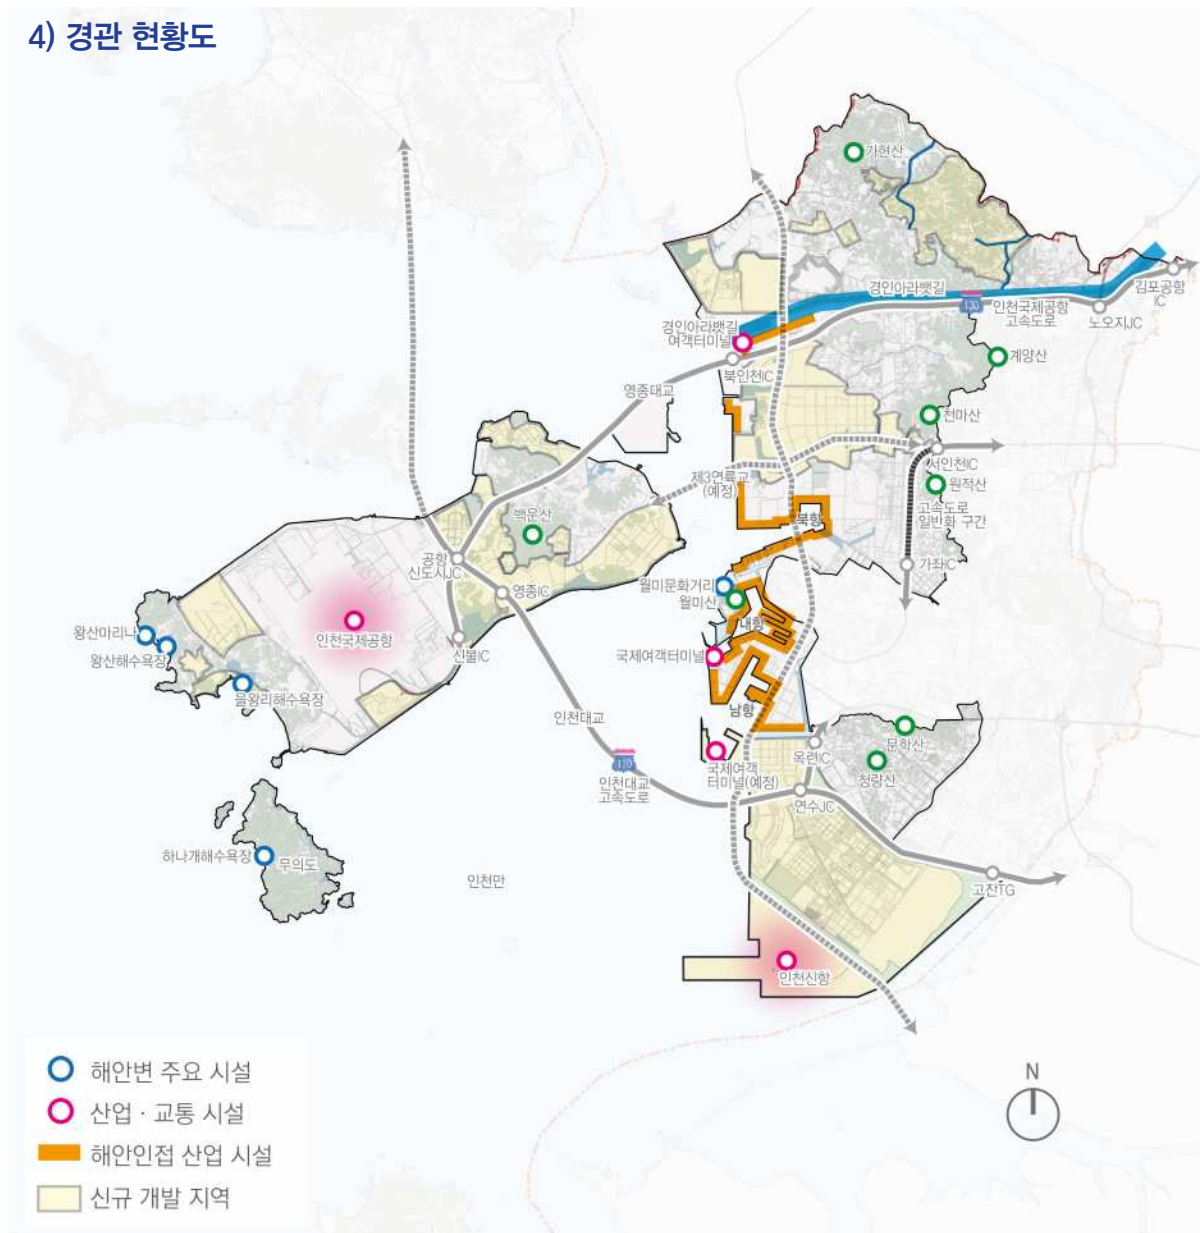 4) 경관 현황도
가현산
경인아라뱃길
130
인천국제공항
고속도로
김포공항
IC
노오지JC
경인아라뱃길
여객터미널
북인천IC
계양산
영종대교
천마산
서인천IC
제3연륙교
(예정)
원적산
고속도로
일반화 구간
북항
백운산
공항
신도시JC
가좌IC
영종IC
월미문화거리
월미산
내항
인천국제공항
왕산마리나
왕산해수욕장
신불IC
국제여객터미널
을왕리해수욕장
남항
인천대교
문학산
옥련IC
청량산
국제여객
터미널(예정)
110
인천대교
고속도로
연수JC
하나개해수욕장
무의도
인천만
고잔TG
인천신항
해안변 주요 시설
산업 · 교통 시설
해안인접 산업 시설
신규 개발 지역
N